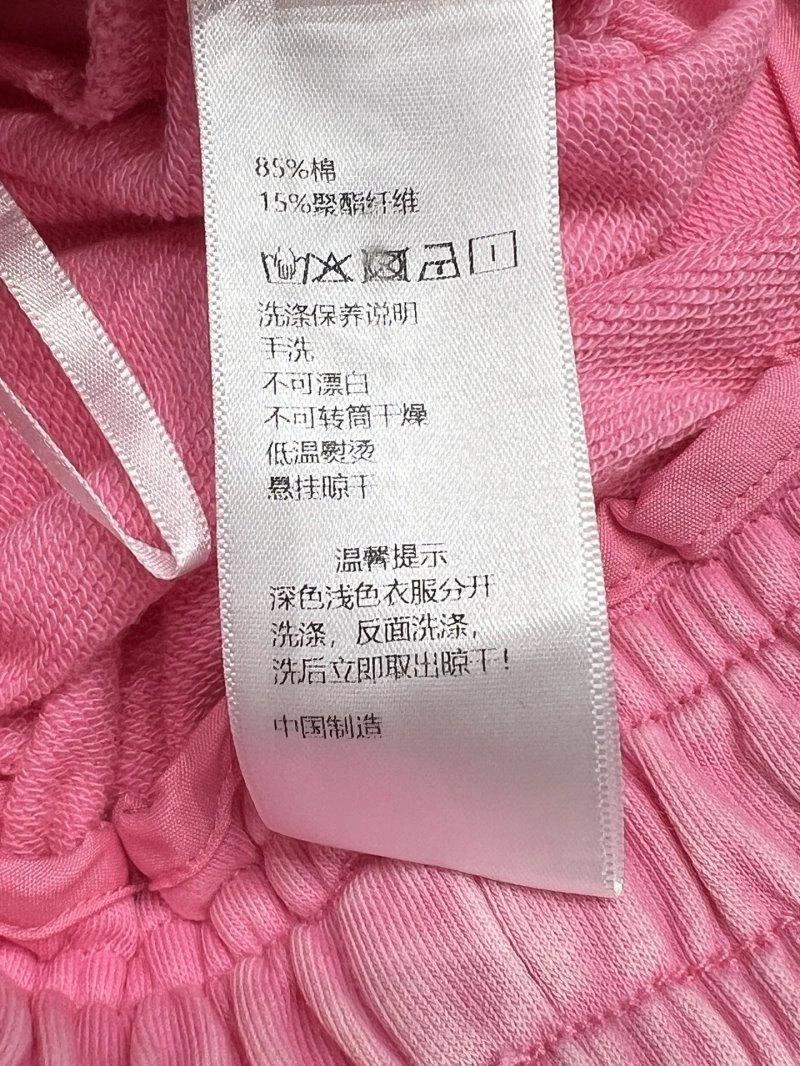 85%棉
15%聚酯纤维
洗涤保养说明
手洗
不可漂白
不可转筒干燥
低温熨烫
悬挂晾干
温馨提示
深色浅色衣服分开
洗涤，反面洗涤，
洗后立即取出晾干！
中国制造